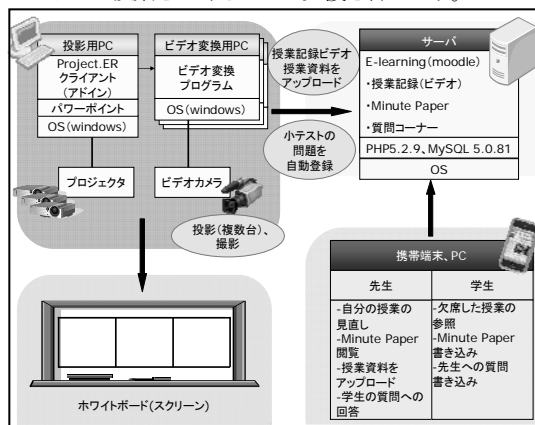 投影用PC
Project.ER
クライアント
(アドイン)
パワーポイント
OS(windows)
プロジェクタ
ビデオ変換用PC
ビデオ変換
プログラム
OS(windows)
ビデオカメラ
投影(複数台)、
撮影
授業記録ビデオ
授業資料を
アップロード
小テストの
問題を
自動登録
サーバ
E-learning(moodle)
・授業記録(ビデオ)
・Minute Paper
・質問コーナー
PHP5.2.9、MySQL 5.0.81
OS
ホワイトボード(スクリーン)
携帯端末、PC
先生
-自分の授業の
見直し
-Minute Paper
閲覧
-授業資料を
アップロード
-学生の質問への
回答
学生
-欠席した授業の
参照
-Minute Paper
書き込み
-先生への質問
書き込み